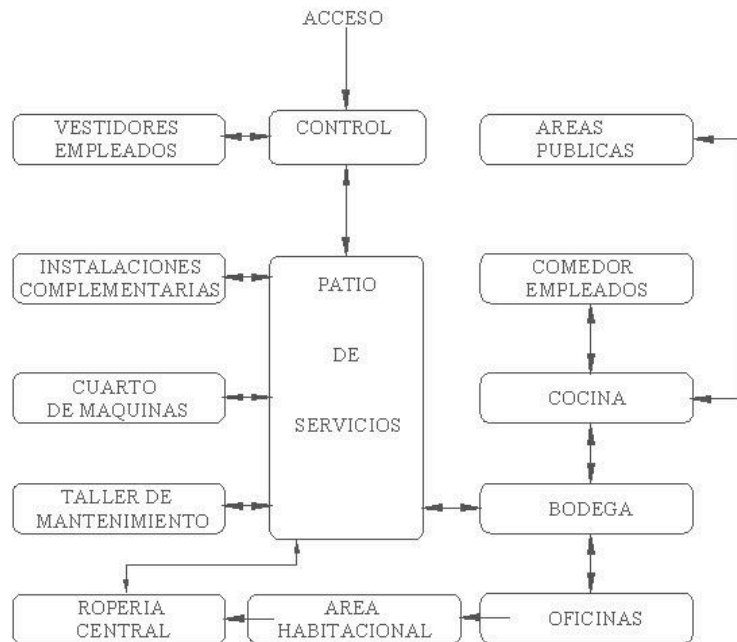 ACCESO
VESTIDORES
EMPLEADOS
CONTROL
AREAS
PUBLICAS
INSTALACIONES
COMPLEMENTARIAS
PATIO
DE
SERVICIOS
COMEDOR
EMPLEADOS
CUARTO
DE MAQUINAS
COCINA
TALLER DE
MANTENIMIENTO
BODEGA
ROPERIA
CENTRAL
AREA
HABITACIONAL
OFICINAS